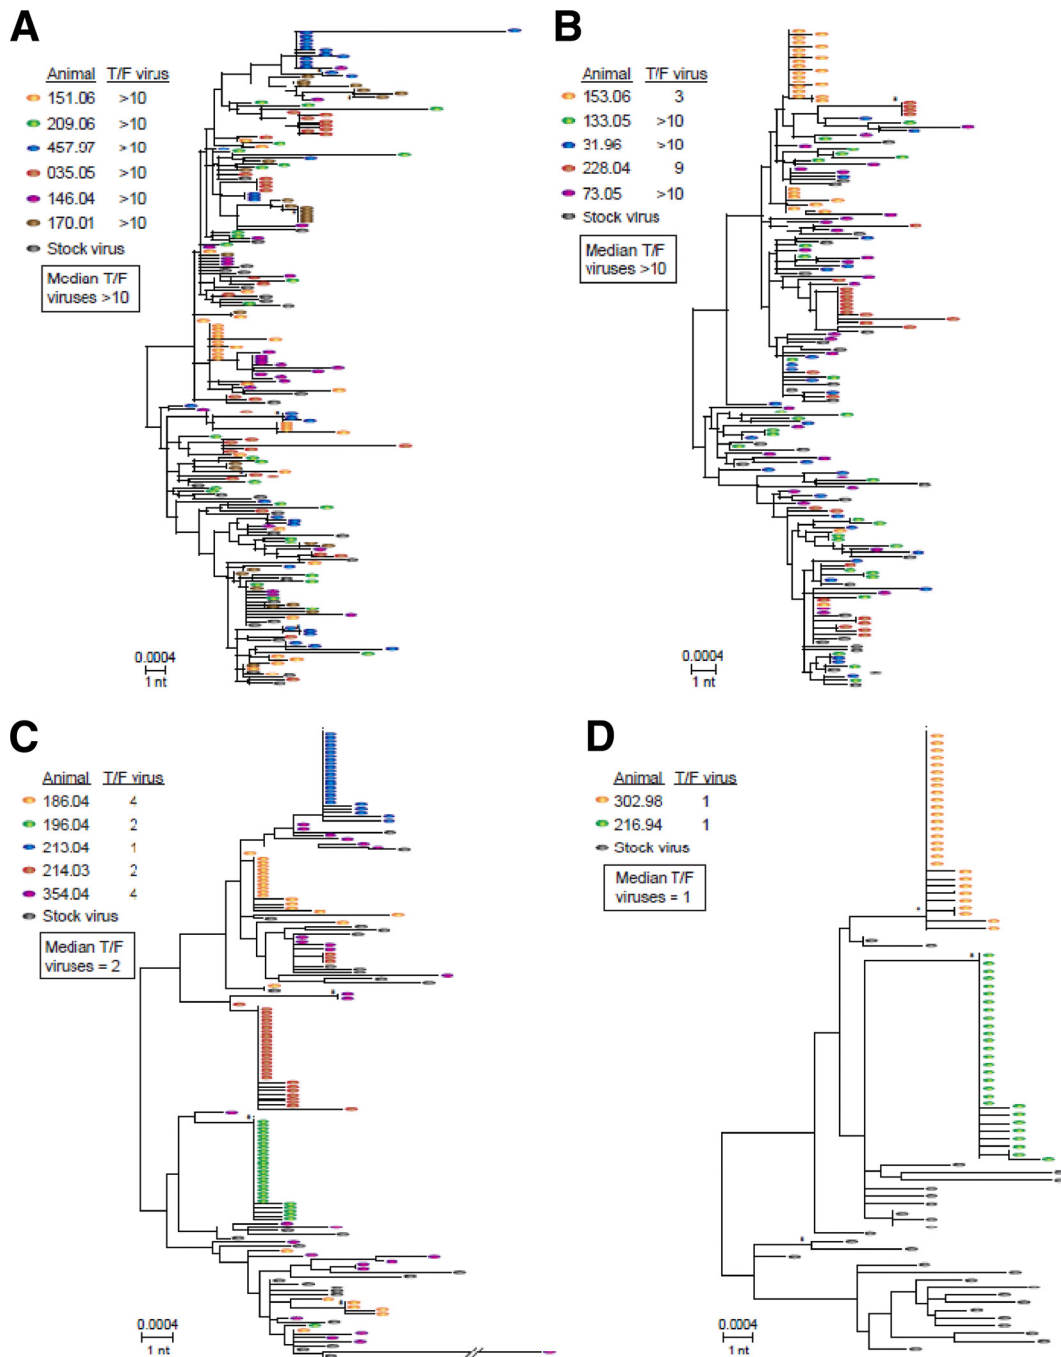 A
Animal T/F virus
151.06 >10
209.06 >10
457.97 >10
035.05 >10
146.04 >10
170.01 >10
Stock virus
Median T/F
viruses >10
0.0004
1 nt
B
Animal T/F virus
153.06 3
133.05 >10
31.96 >10
228.04 9
73.05 >10
Stock virus
Median T/F
viruses >10
0.0004
1 nt
C
Animal T/F virus
186.04 4
196.04 2
213.04 1
214.03 2
354.04 4
Stock virus
Median T/F
viruses = 2
0.0004
1 nt
D
Animal T/F virus
302.98 1
216.94 1
Stock virus
Median T/F
viruses = 1
0.0004
1 nt